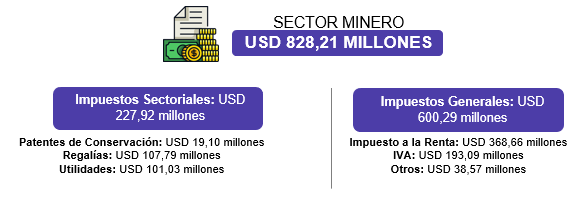 SECTOR MINERO
USD 828,21 MILLONES
Impuestos Sectoriales: USD
227,92 millones
Patentes de Conservación: USD 19,10 millones
Regalías: USD 107,79 millones
Utilidades: USD 101,03 millones
Impuestos Generales: USD
600,29 millones
Impuesto a la Renta: USD 368,66 millones
IVA: USD 193,09 millones
Otros: USD 38,57 millones